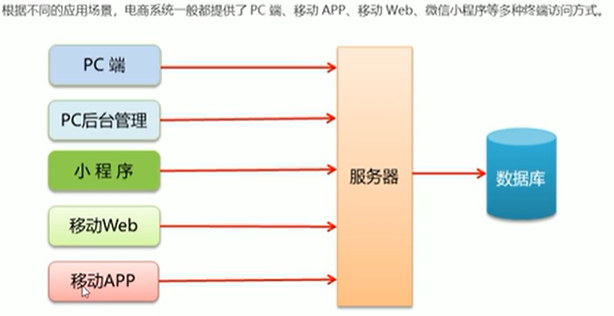 根据不同的应用场景，电商系统一般都提供了 PC 端、移动 APP、移动 Web、微信小程序等多种终端访问方式。
PC 端
PC后台管理
小 程 序
移动Web
移动APP
服务器
数据库